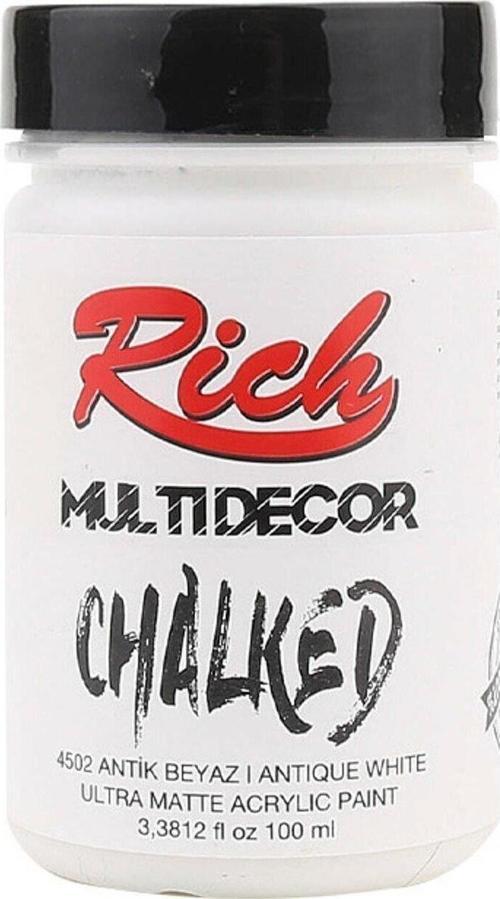 Rich
MULTIDECOR
CHALKED
4502 ANTİK BEYAZ | ANTIQUE WHITE
ULTRA MATTE ACRYLIC PAINT
3,3812 fl oz 100 ml